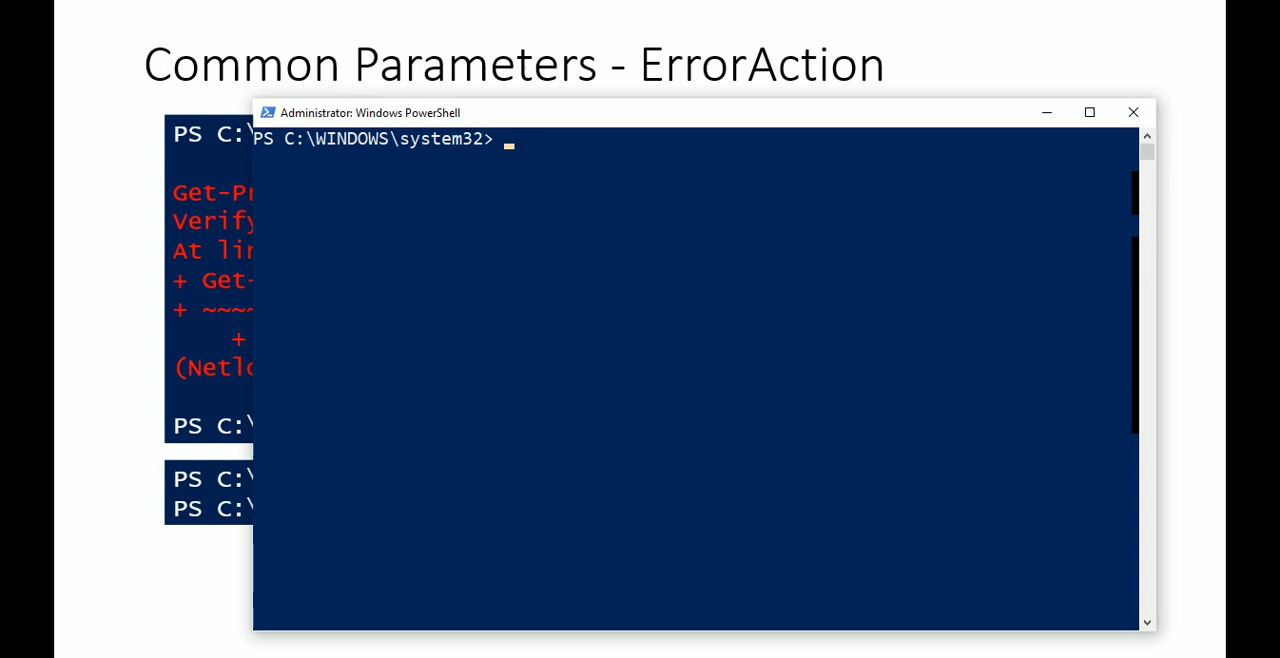 Common Parameters - ErrorAction
Administrator: Windows PowerShell
PS C:\WINDOWS\system32>
PS C:\
Get-Pr
Verify
At lin
+ Get-
+ ~~~~
+
(Netlo
PS C:\
PS C:\
PS C:\